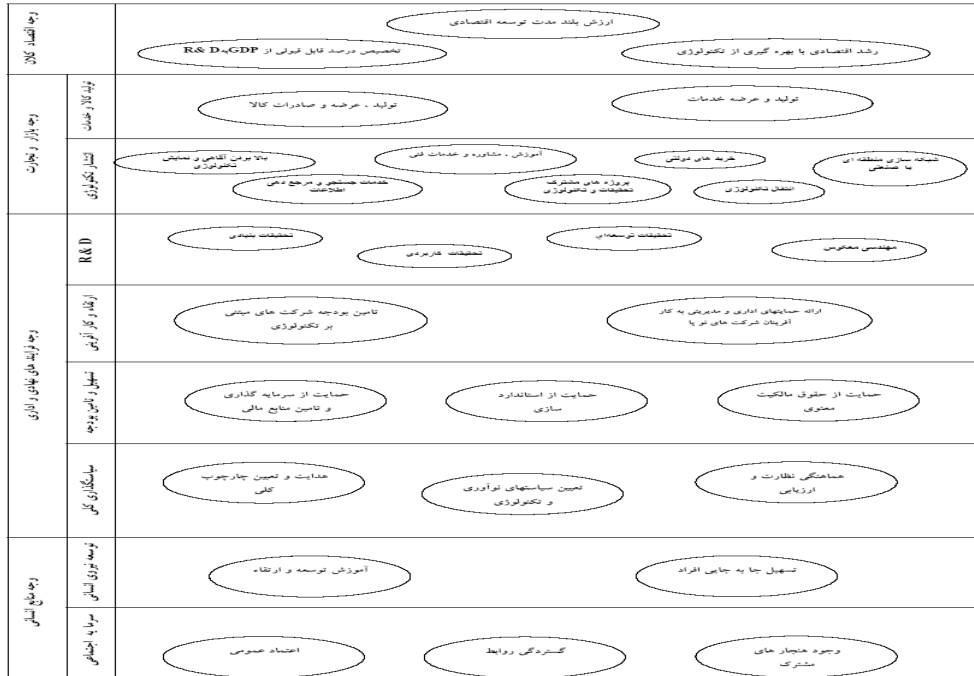 وجه اقتصاد کلان
ارزش بلند مدت توسعه اقتصادی
رشد اقتصادی با بهره گیری از تکنولوژی
تخصیص درصد قابل قبولی از GDP به R& D
وجه بازار و تجارت
تولید کالا و خدمات
تولید و عرضه خدمات
تولید ، عرضه و صادرات کالا
انتشار تکنولوژی
شبکه سازی منطقه ای
با صنعتی
خرید های دولتی
آموزش ، مشاوره و خدمات فنی
بالا بردن آگاهی و نمایش
تکنولوژی
انتقال تکنولوژی
پروژه های مشترک
تحقیقات و تکنولوژی
خدمات جستجو و مرجع دهی
اطلاعات
وجه فرایند های نهادی و اداری
R & D
مهندسی معکوس
تحقیقات توسعه‌ای
تحقیقات کاربردی
تحقیقات بنیادی
ارتقاء و کار آفرینی
ارائه حمایتهای اداری و مدیریتی به کار
آفرینان شرکت های نو پا
تامین بودجه شرکت های مبتنی
بر تکنولوژی
تسهیل و تامین بودجه
حمایت از حقوق مالکیت
معنوی
حمایت از استاندارد
سازی
حمایت از سرمایه گذاری
و تامین منابع مالی
سیاستگذاری کلی
هماهنگی نظارت و
ارزیابی
تعیین سیاستهای نوآوری
و تکنولوژی
هدایت و تعیین چارچوب
کلی
وجه منابع انسانی
توسعه نیروی انسانی
تسهیل جا به جایی افراد
آموزش توسعه و ارتقاء
سرما یه اجتماعی
وجود هنجار های
مشترک
گستردگی روابط
اعتماد عمومی